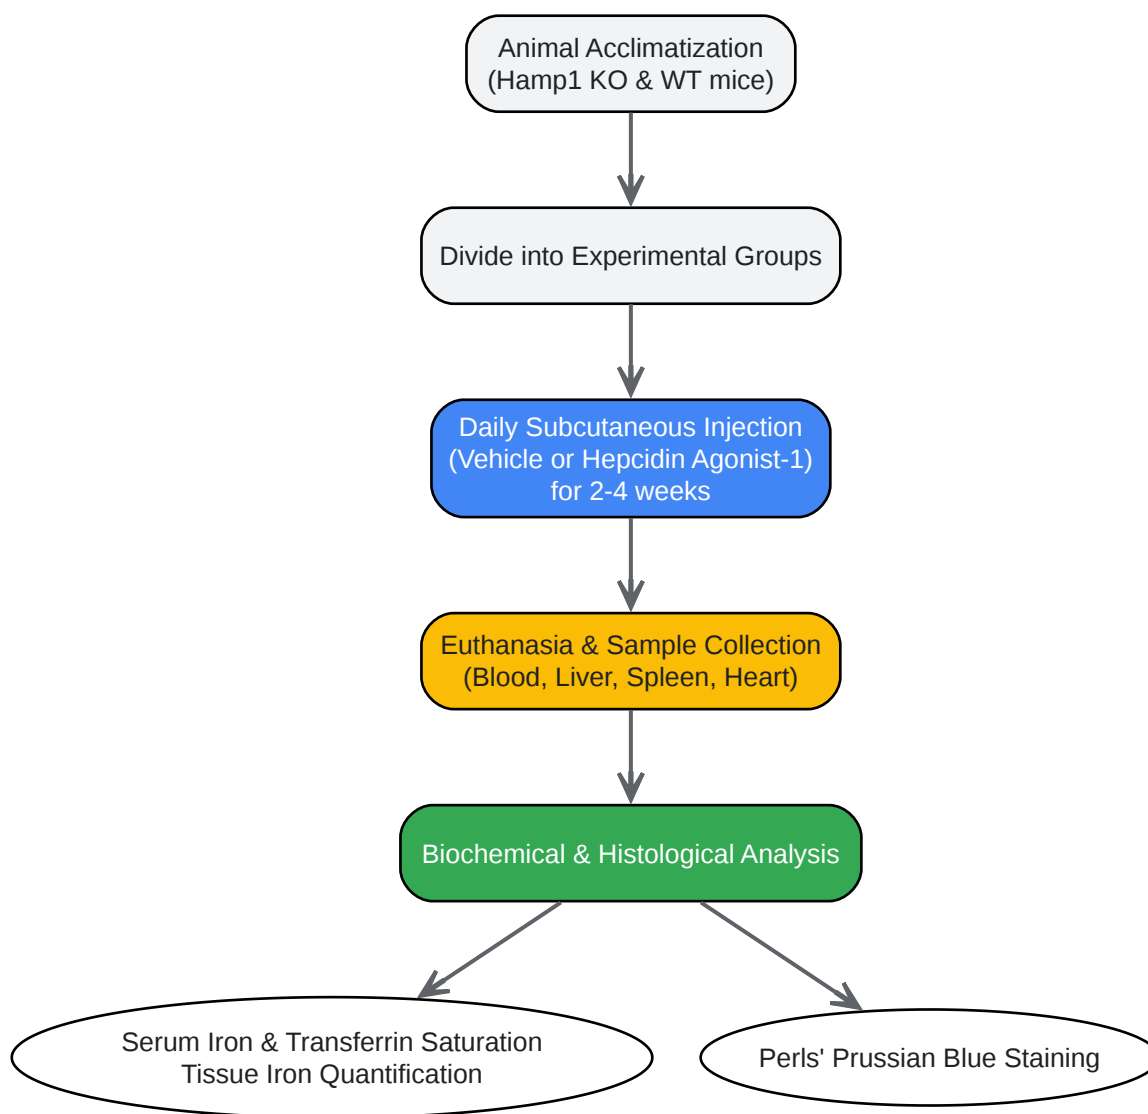 Animal Acclimatization
(Hamp1 KO & WT mice)
Divide into Experimental Groups
Daily Subcutaneous Injection
(Vehicle or Hepcidin Agonist-1)
for 2-4 weeks
Euthanasia & Sample Collection
(Blood, Liver, Spleen, Heart)
Biochemical & Histological Analysis
Serum Iron & Transferrin Saturation
Tissue Iron Quantification
Perls' Prussian Blue Staining